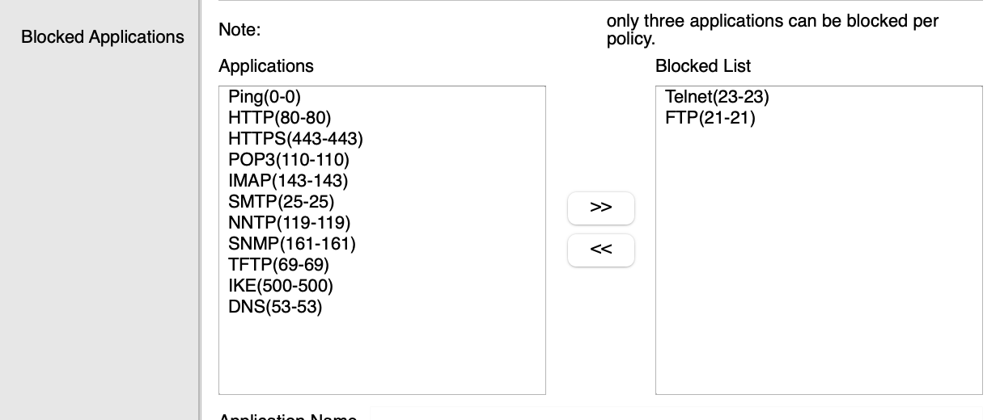 Blocked Applications
Note:
only three applications can be blocked per
policy.
Applications
Blocked List
Ping(0-0)
HTTP(80-80)
HTTPS(443-443)
POP3(110-110)
IMAP(143-143)
SMTP(25-25)
NNTP(119-119)
SNMP(161-161)
TFTP(69-69)
IKE(500-500)
DNS(53-53)
>>
<<
Telnet(23-23)
FTP(21-21)
Application Name